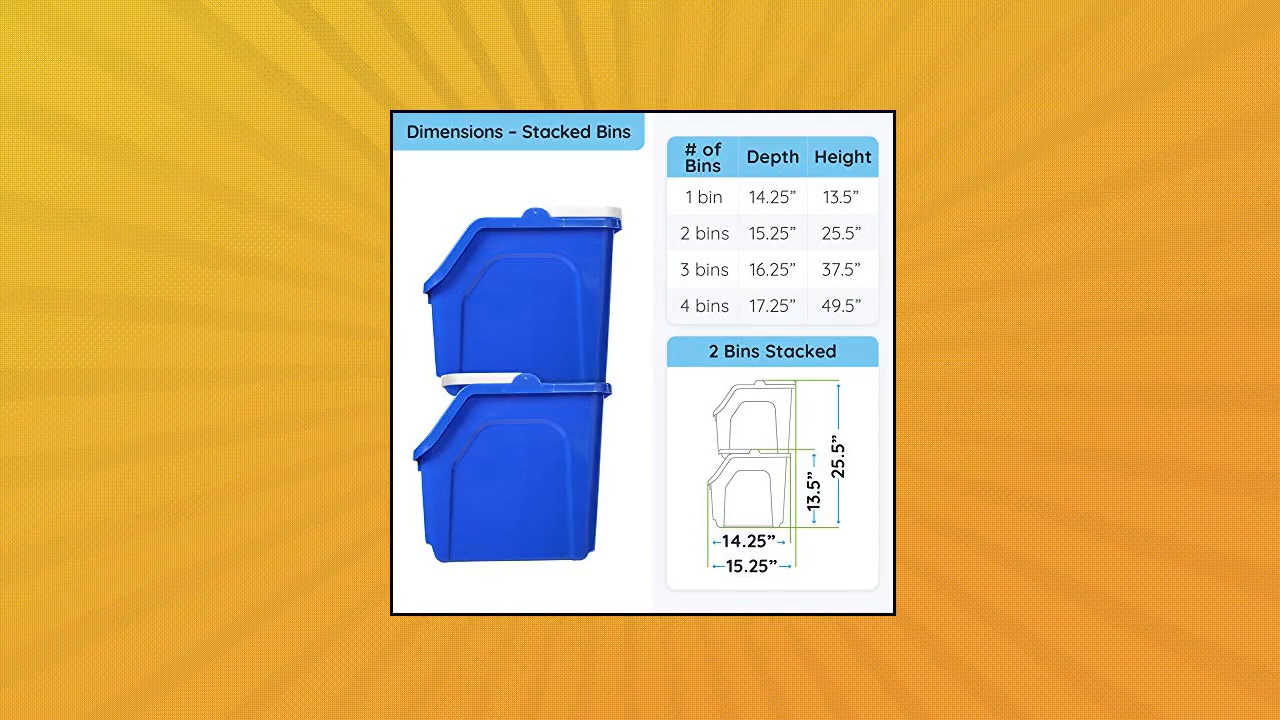 Dimensions – Stacked Bins
# of
Bins
Depth
Height
1 bin
14.25”
13.5”
2 bins
15.25”
25.5”
3 bins
16.25”
37.5”
4 bins
17.25”
49.5”
2 Bins Stacked
25.5”
13.5”
14.25”
15.25”